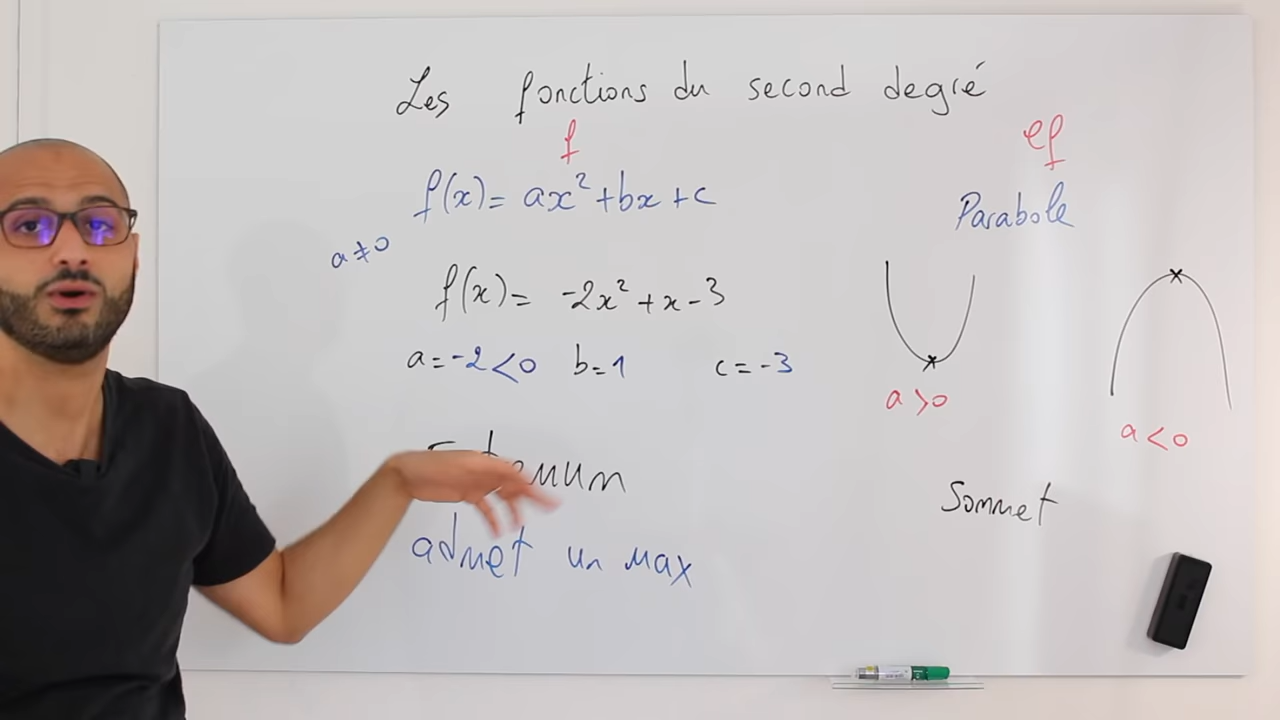 Les fonctions du second degré
f
f(x) = ax² + bx + c
a ≠ 0
f(x) = -2x² + x - 3
a = -2 < 0 b = 1 c = -3
admet un max
Cf
Parabole
a > 0
a < 0
Sommet